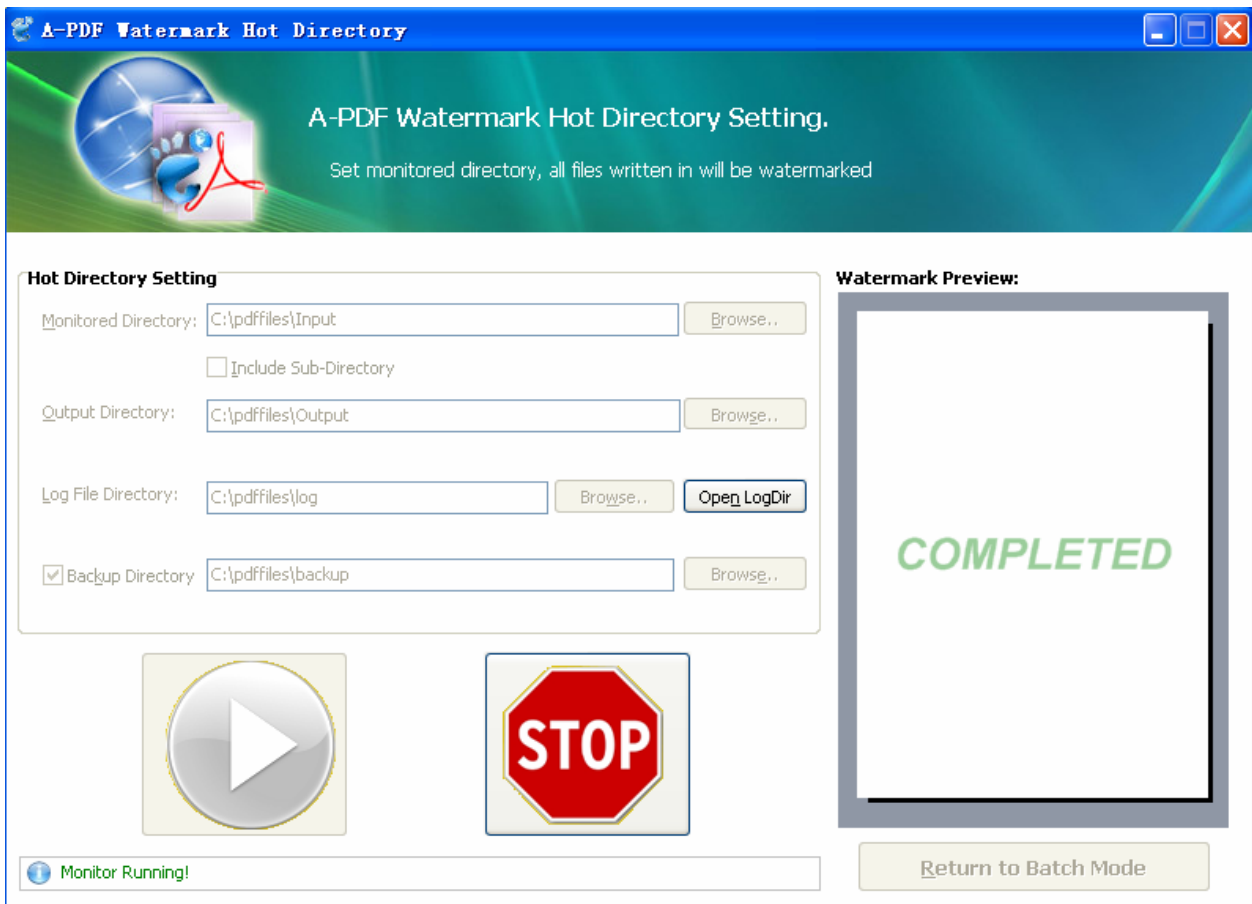 A-PDF Watermark Hot Directory
A-PDF Watermark Hot Directory Setting.
Set monitored directory, all files written in will be watermarked
Hot Directory Setting
Monitored Directory: C:\pdffiles\Input Browse..
Include Sub-Directory
Output Directory: C:\pdffiles\Output Browse..
Log File Directory: C:\pdffiles\log Browse.. Open LogDir
Backup Directory C:\pdffiles\backup Browse..
STOP
Monitor Running!
Watermark Preview:
COMPLETED
Return to Batch Mode